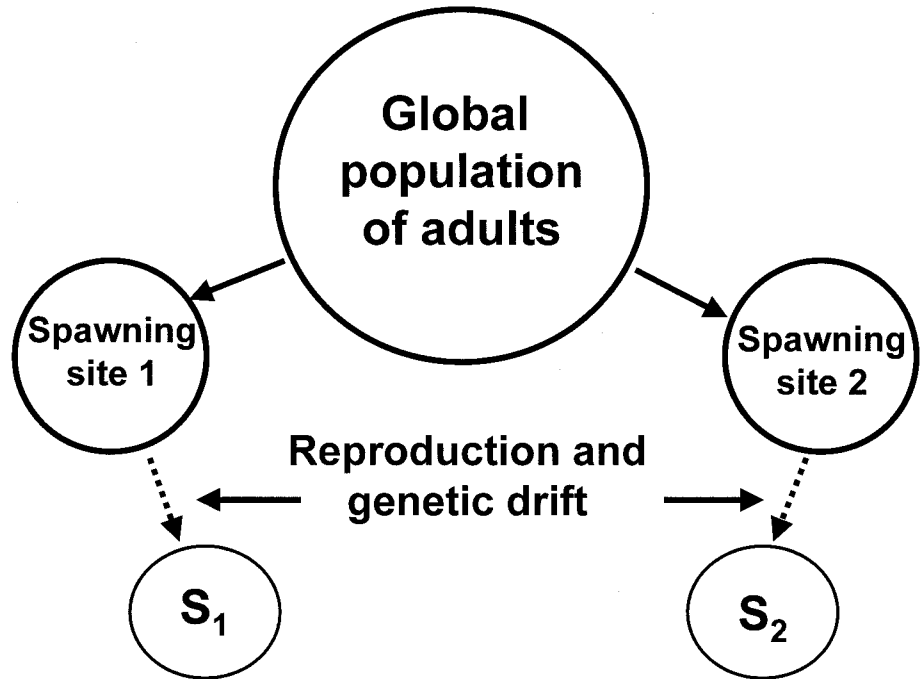 Global
population
of adults
Spawning
site 1
Spawning
site 2
Reproduction and
genetic drift
S₁
S₂